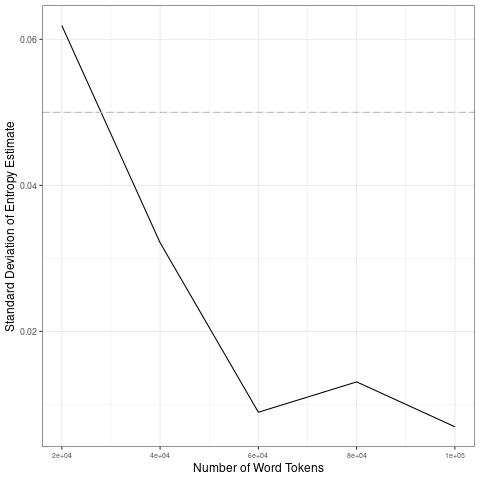 Standard Deviation of Entropy Estimate
0.06
0.04
0.02
2e+04 4e+04 6e+04 8e+04 1e+05
Number of Word Tokens